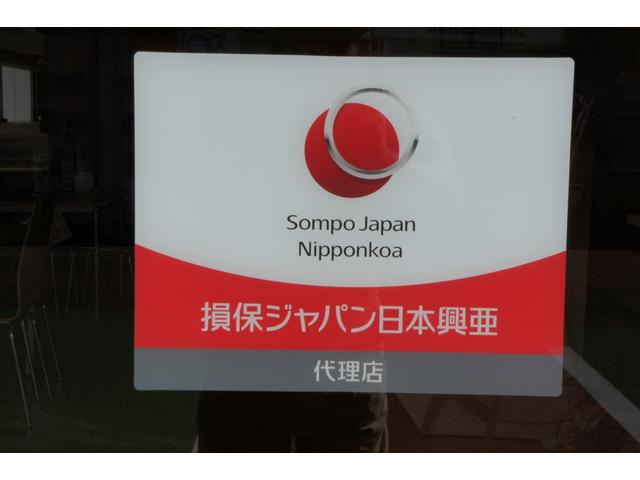 Sompo Japan
Nipponkoa
損保ジャパン日本興亜
代理店